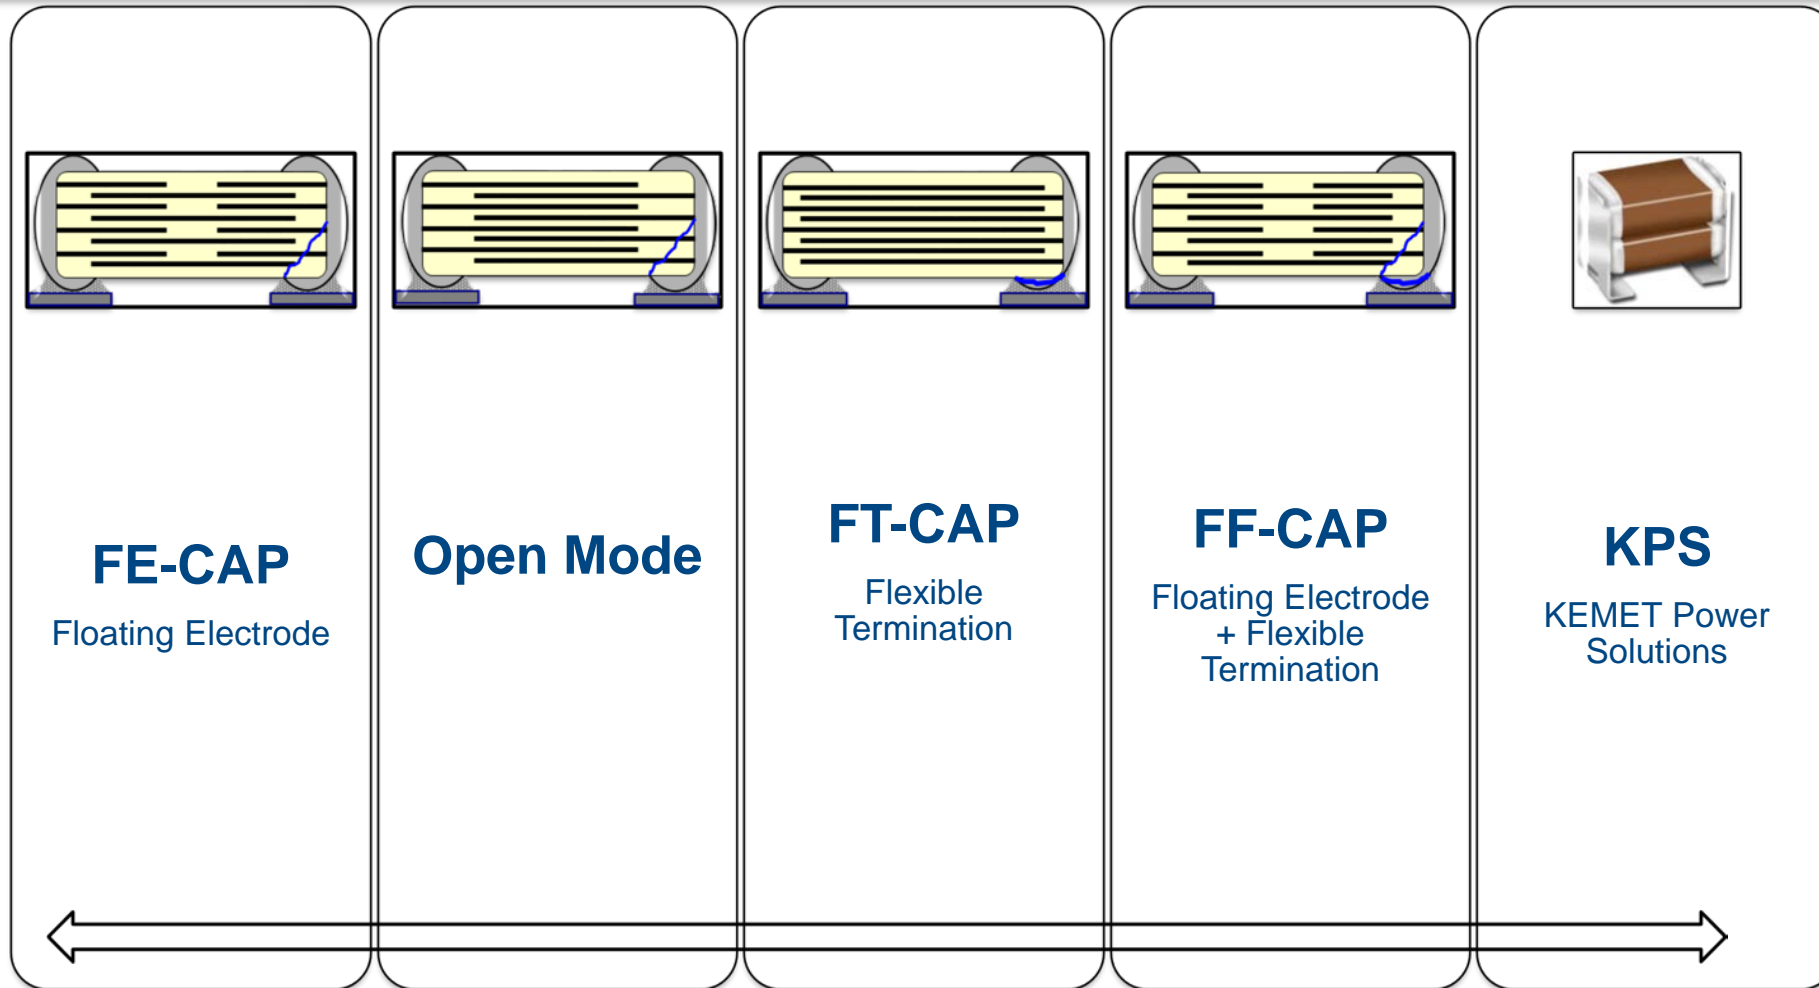 FE-CAP
Floating Electrode
Open Mode
FT-CAP
Flexible
Termination
FF-CAP
Floating Electrode
+ Flexible
Termination
KPS
KEMET Power
Solutions